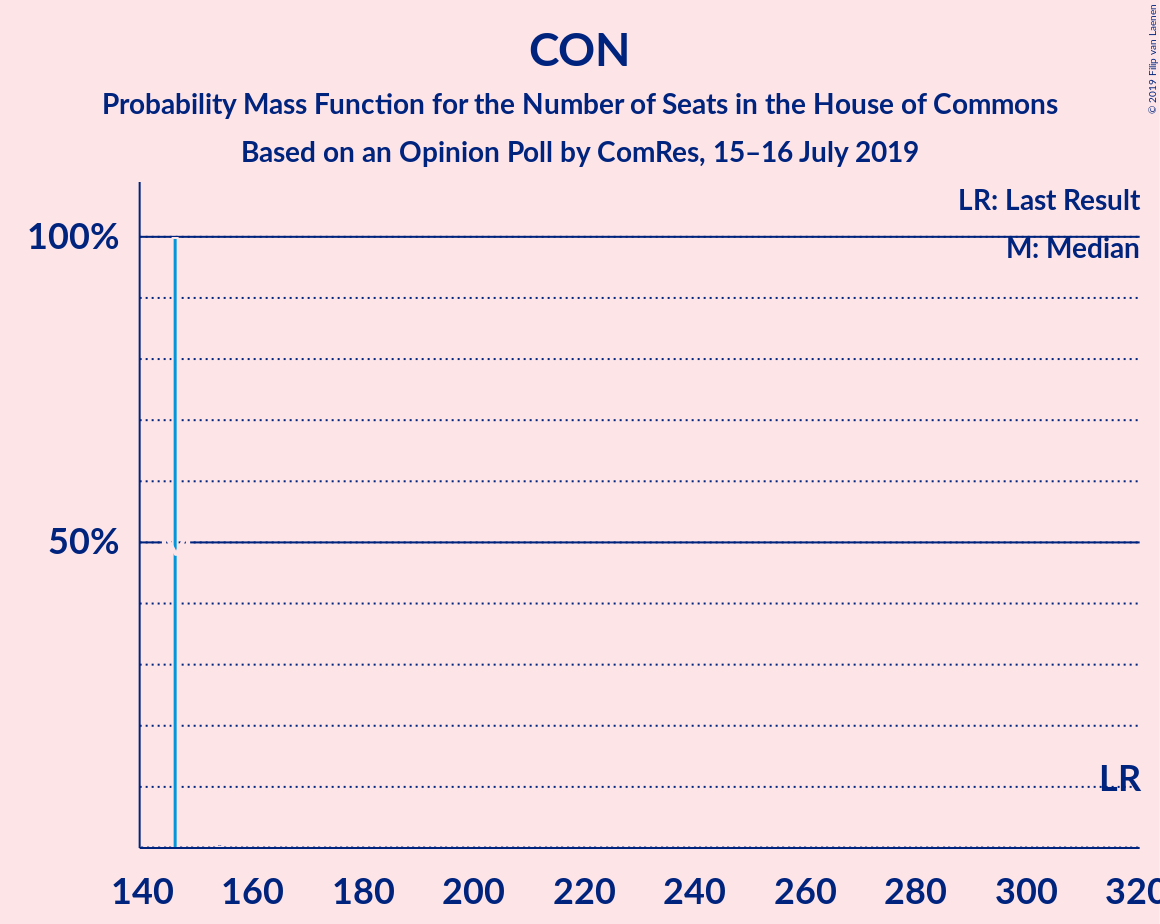 CON
Probability Mass Function for the Number of Seats in the House of Commons
Based on an Opinion Poll by ComRes, 15–16 July 2019
© 2019 Filip van Laenen
LR: Last Result
100%
M: Median
50%
LR
140 160 180 200 220 240 260 280 300 320